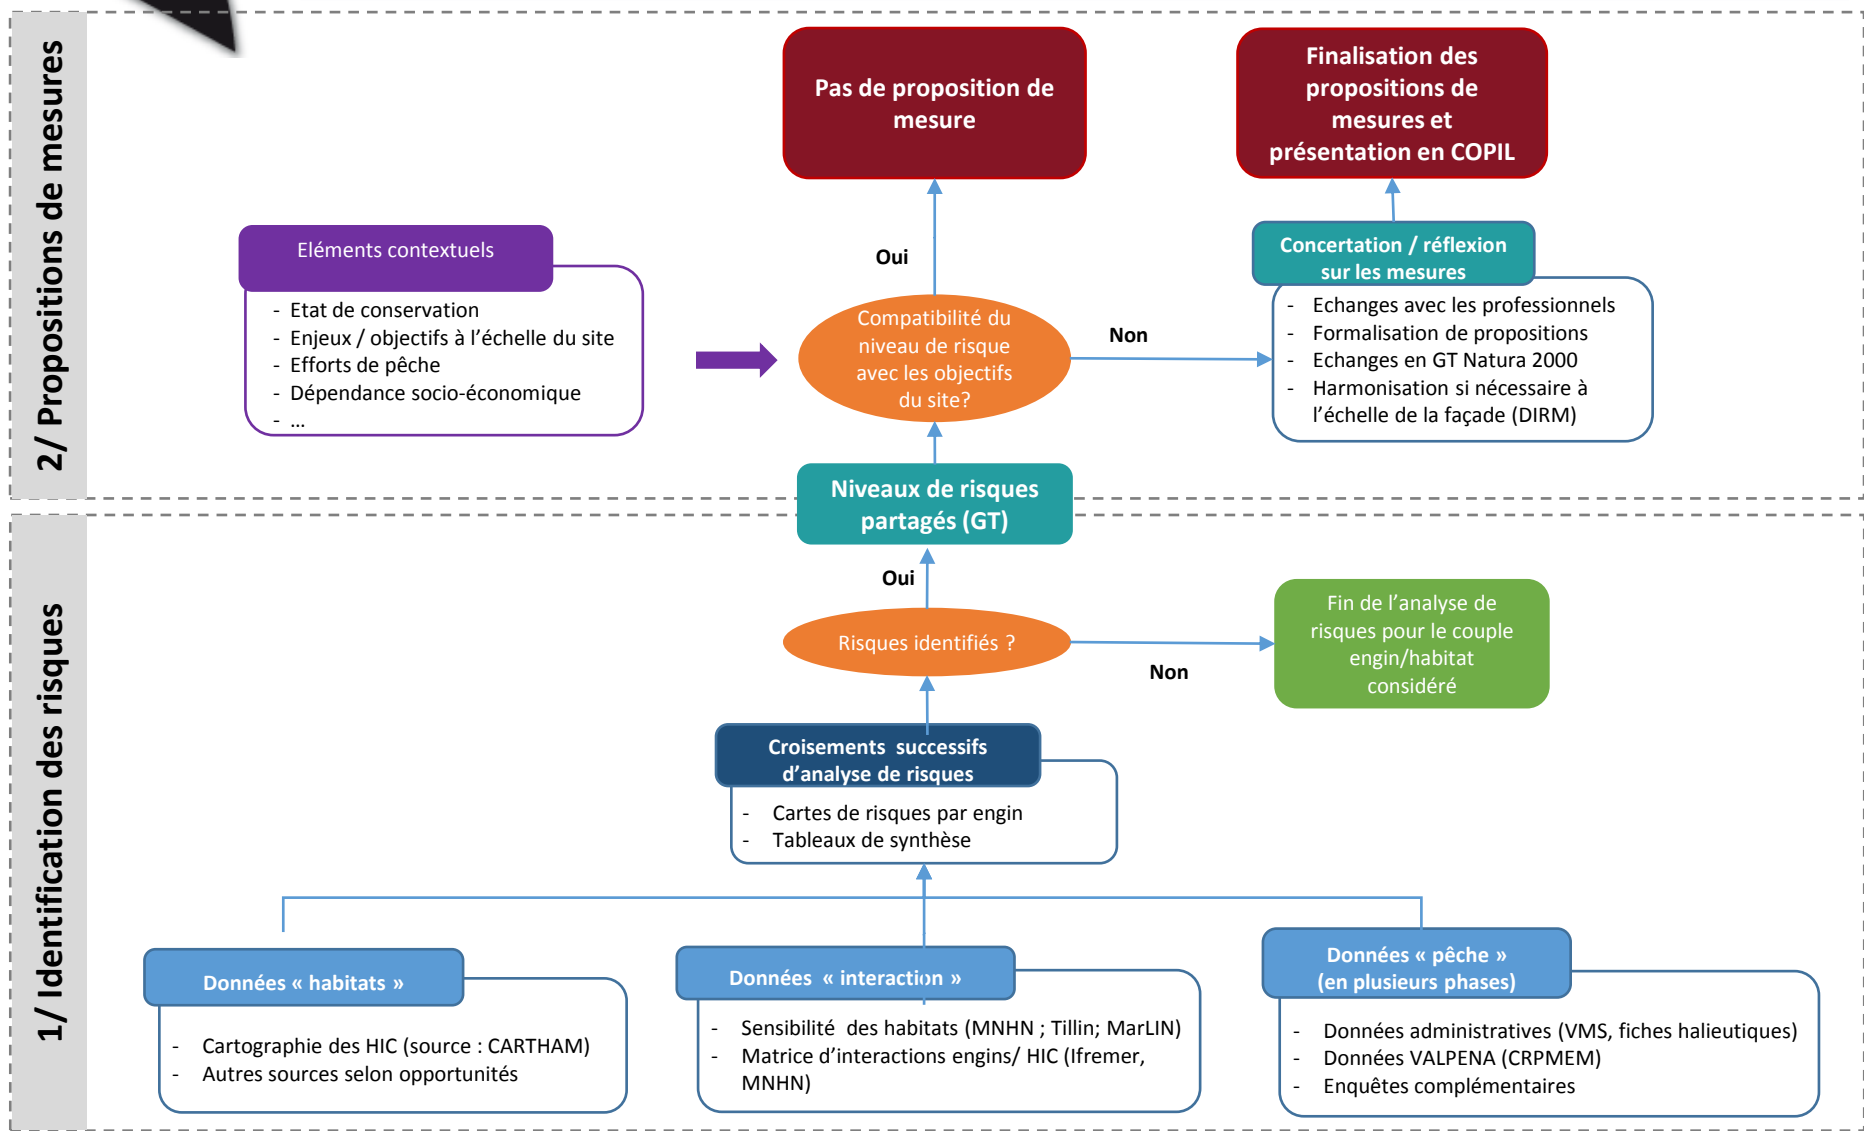 2/ Propositions de mesures
Pas de proposition de
mesure
Finalisation des
propositions de
mesures et
présentation en COPIL
Oui
Eléments contextuels
- Etat de conservation
- Enjeux / objectifs à l'échelle du site
- Efforts de pêche
- Dépendance socio-économique
- ...
Compatibilité du
niveau de risque
avec les objectifs
du site?
Non
Concertation / réflexion
sur les mesures
- Echanges avec les professionnels
- Formalisation de propositions
- Echanges en GT Natura 2000
- Harmonisation si nécessaire à
l'échelle de la façade (DIRM)
Niveaux de risques
partagés (GT)
1/ Identification des risques
Oui
Risques identifiés ?
Non
Fin de l'analyse de
risques pour le couple
engin/habitat
considéré
Croisements successifs
d'analyse de risques
- Cartes de risques par engin
- Tableaux de synthèse
Données « habitats »
- Cartographie des HIC (source : CARTHAM)
- Autres sources selon opportunités
Données « interaction »
- Sensibilité des habitats (MNHN ; Tillin; MarLIN)
- Matrice d'interactions engins/ HIC (Ifremer,
MNHN)
Données « pêche »
(en plusieurs phases)
- Données administratives (VMS, fiches halieutiques)
- Données VALPENA (CRPMEM)
- Enquêtes complémentaires